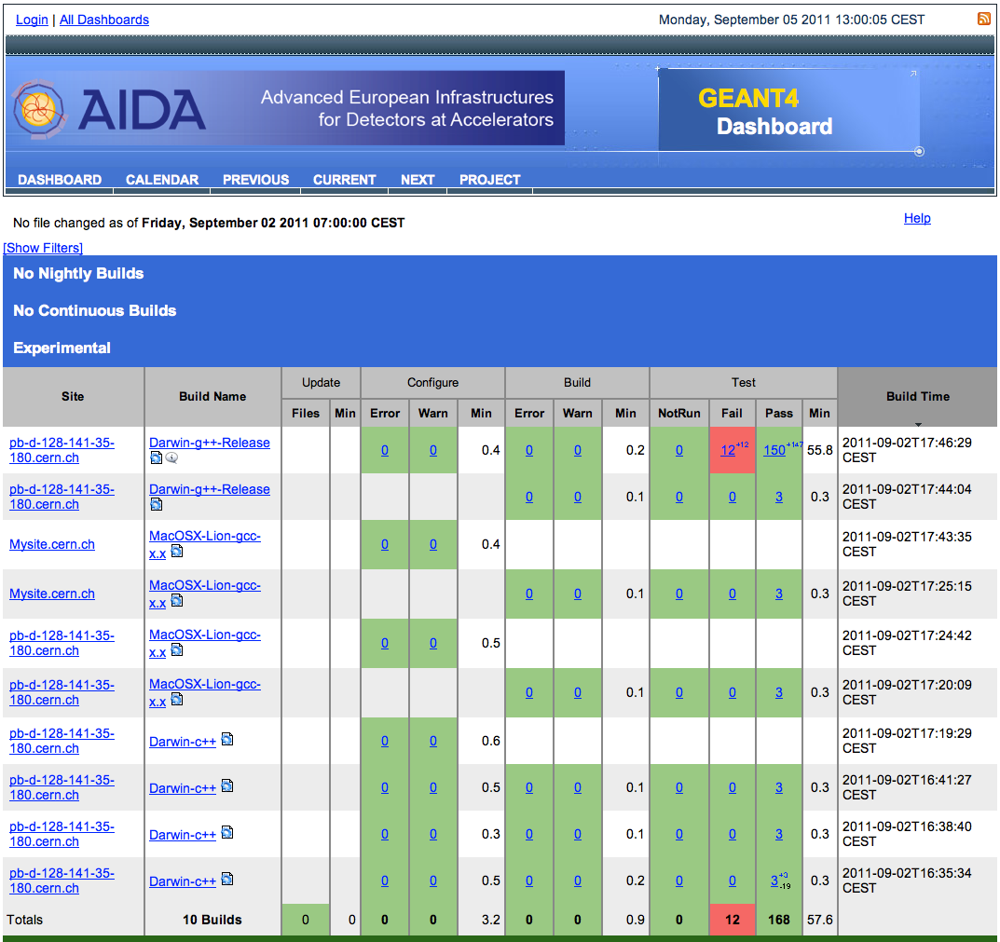 Login | All Dashboards Monday, September 05 2011 13:00:05 CEST
AIDA
Advanced European Infrastructures
for Detectors at Accelerators
GEANT4
Dashboard
DASHBOARD CALENDAR PREVIOUS CURRENT NEXT PROJECT
No file changed as of Friday, September 02 2011 07:00:00 CEST Help
[Show Filters]
No Nightly Builds
No Continuous Builds
Experimental
Site Build Name Update Configure Build Test Build Time
Files Min Error Warn Min Error Warn Min NotRun Fail Pass Min
pb-d-128-141-35- Darwin-g++-Release 2011-09-02T17:46:29
180.cern.ch 0 0 0.4 0 0 0.2 0 12+12 150+147 55.8 CEST
pb-d-128-141-35- Darwin-g++-Release 2011-09-02T17:44:04
180.cern.ch 0 0 0.1 0 0 3 0.3 CEST
MacOSX-Lion-gcc- 2011-09-02T17:43:35
Mysite.cern.ch x.x 0 0 0.4 CEST
MacOSX-Lion-gcc- 2011-09-02T17:25:15
Mysite.cern.ch x.x 0 0 0.1 0 0 3 0.3 CEST
pb-d-128-141-35- MacOSX-Lion-gcc- 2011-09-02T17:24:42
180.cern.ch x.x 0 0 0.5 CEST
pb-d-128-141-35- MacOSX-Lion-gcc- 2011-09-02T17:20:09
180.cern.ch x.x 0 0 0.1 0 0 3 0.3 CEST
pb-d-128-141-35- 2011-09-02T17:19:29
180.cern.ch Darwin-c++ 0 0 0.6 CEST
pb-d-128-141-35- 2011-09-02T16:41:27
180.cern.ch Darwin-c++ 0 0 0.5 0 0 0.1 0 0 3 0.3 CEST
pb-d-128-141-35- 2011-09-02T16:38:40
180.cern.ch Darwin-c++ 0 0 0.3 0 0 0.1 0 0 3 0.3 CEST
pb-d-128-141-35- 2011-09-02T16:35:34
180.cern.ch Darwin-c++ 0 0 0.5 0 0 0.2 0 0 3+3-19 0.3 CEST
Totals 10 Builds 0 0 0 0 3.2 0 0 0.9 0 12 168 57.6